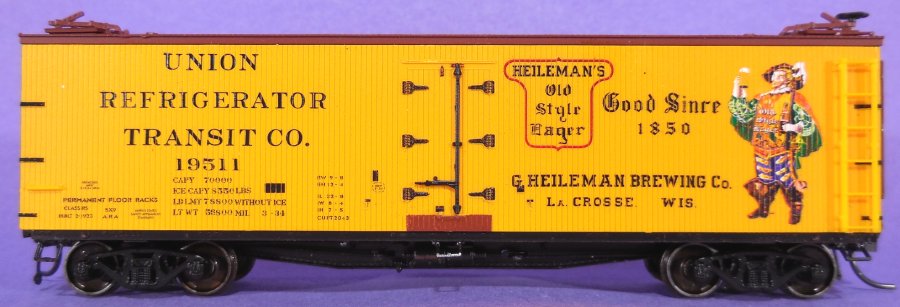 UNION
REFRIGERATOR
TRANSIT CO.
19511
CAPY 70000
ICE CAPY 8550 LBS
LD LMT 78800 WITHOUT ICE
LT WT 58800 MIL 3-34
PERMANENT FLOOR RACKS
HEILEMAN'S
Old
Style
Lager
Good Since
1850
G. HEILEMAN BREWING Co.
LA. CROSSE. WIS.